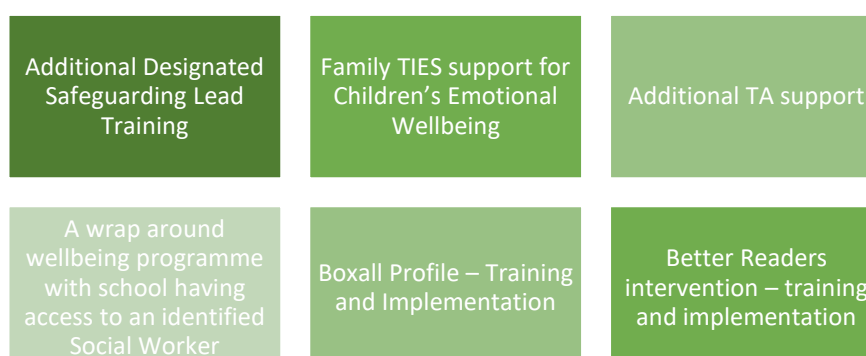 Additional Designated
Safeguarding Lead
Training
Family TIES support for
Children’s Emotional
Wellbeing
Additional TA support
A wrap around
wellbeing programme
with school having
access to an identified
Social Worker
Boxall Profile – Training
and Implementation
Better Readers
intervention – training
and implementation